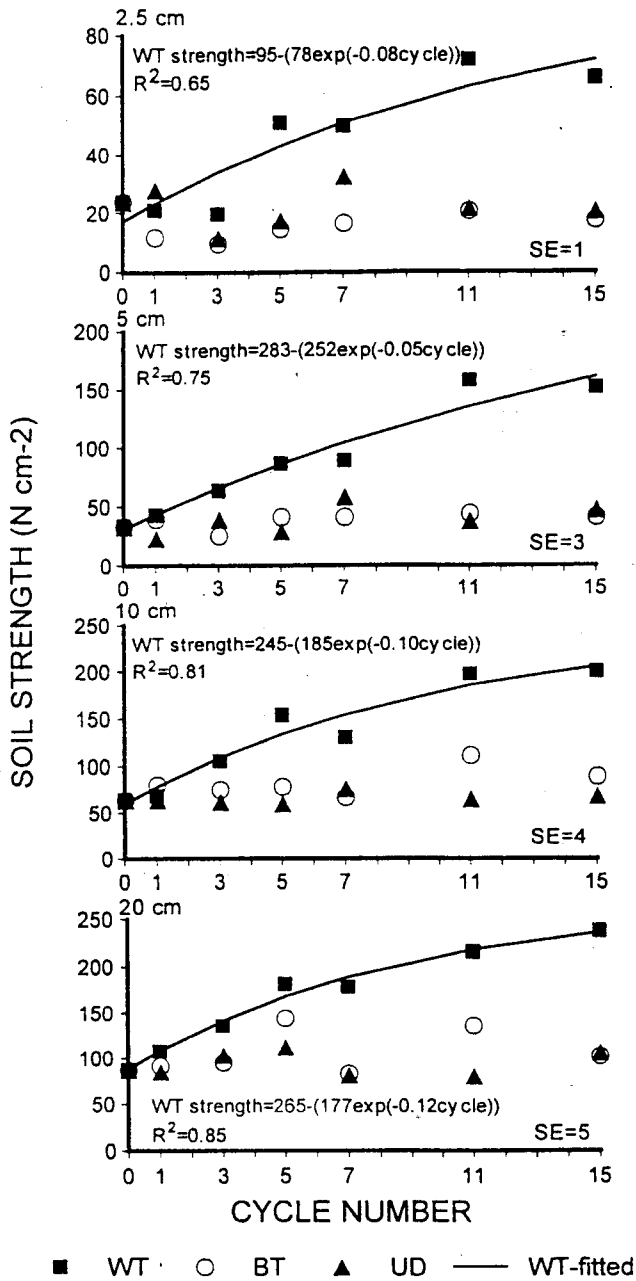 2.5 cm
80
WT strength=95-(78exp(-0.08cycle))
R2=0.65
60
40
20
0
SE=1
0 1 3 5 7 11 15
5 cm
200
WT strength=283-(252exp(-0.05cycle))
R2=0.75
150
100
50
0
SE=3
0 1 3 5 7 11 15
10 cm
250
WT strength=245-(185exp(-0.10cycle))
R2=0.81
200
150
100
50
0
SE=4
0 1 3 5 7 11 15
20 cm
250
200
150
100
50
0
WT strength=265-(177exp(-0.12cycle))
R2=0.85
SE=5
0 1 3 5 7 11 15
SOIL STRENGTH (N cm-2)
CYCLE NUMBER
WT BT UD WT-fitted